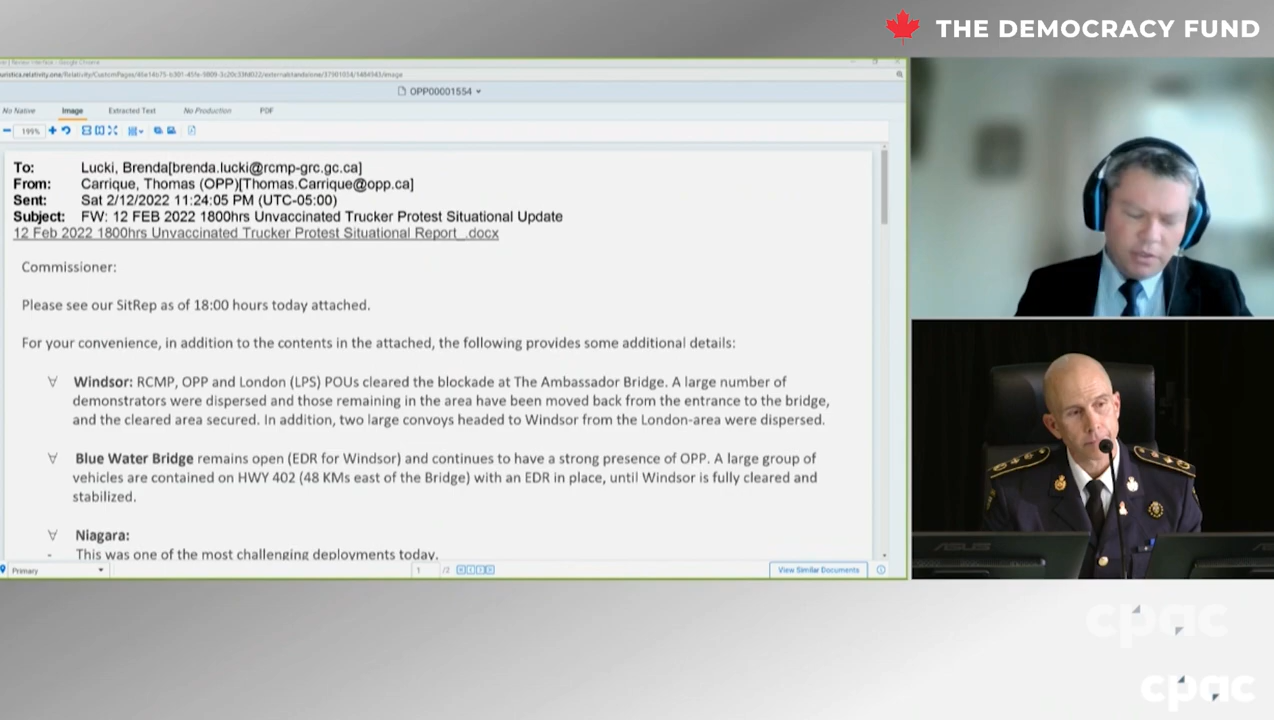 THE DEMOCRACY FUND
OPP00001554
No Native Image Extracted Text No Production PDF
199%
To: Lucki, Brenda[brenda.lucki@rcmp-grc.gc.ca]
From: Carrique, Thomas (OPP)[Thomas.Carrique@opp.ca]
Sent: Sat 2/12/2022 11:24:05 PM (UTC-05:00)
Subject: FW: 12 FEB 2022 1800hrs Unvaccinated Trucker Protest Situational Update
12 Feb 2022 1800hrs Unvaccinated Trucker Protest Situational Report_.docx
Commissioner:
Please see our SitRep as of 18:00 hours today attached.
For your convenience, in addition to the contents in the attached, the following provides some additional details:
∀ Windsor: RCMP, OPP and London (LPS) POUs cleared the blockade at The Ambassador Bridge. A large number of
demonstrators were dispersed and those remaining in the area have been moved back from the entrance to the bridge,
and the cleared area secured. In addition, two large convoys headed to Windsor from the London-area were dispersed.
∀ Blue Water Bridge remains open (EDR for Windsor) and continues to have a strong presence of OPP. A large group of
vehicles are contained on HWY 402 (48 KMs east of the Bridge) with an EDR in place, until Windsor is fully cleared and
stabilized.
∀ Niagara:
- This was one of the most challenging deployments today.
Primary
1 /2
View Similar Documents
ASUS
cpac
cpac